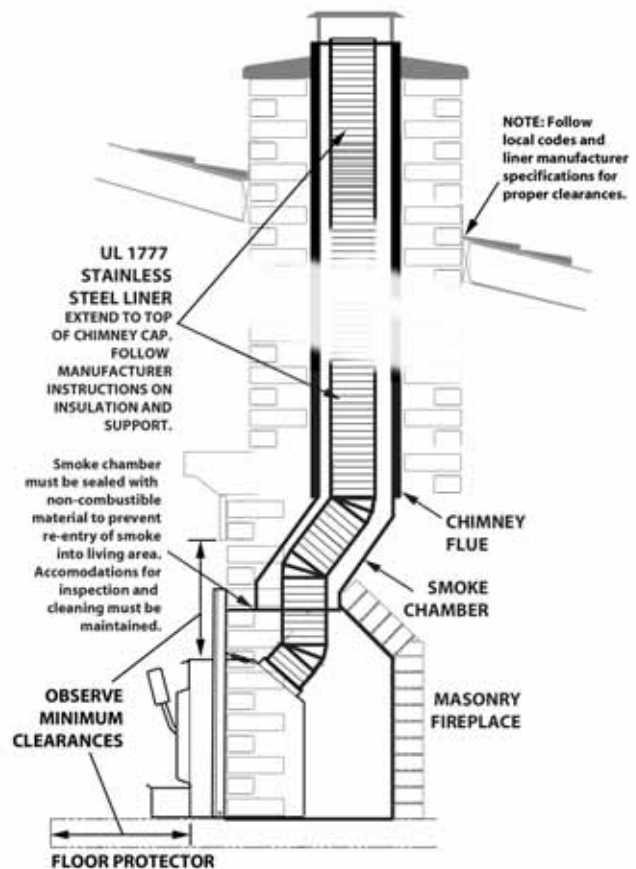 NOTE: Follow
local codes and
liner manufacturer
specifications for
proper clearances.
UL 1777
STAINLESS
STEEL LINER
EXTEND TO TOP
OF CHIMNEY CAP.
FOLLOW
MANUFACTURER
INSTRUCTIONS ON
INSULATION AND
SUPPORT.
Smoke chamber
must be sealed with
non-combustible
material to prevent
re-entry of smoke
into living area.
Accomodations for
inspection and
cleaning must be
maintained.
CHIMNEY
FLUE
SMOKE
CHAMBER
MASONRY
FIREPLACE
OBSERVE
MINIMUM
CLEARANCES
FLOOR PROTECTOR